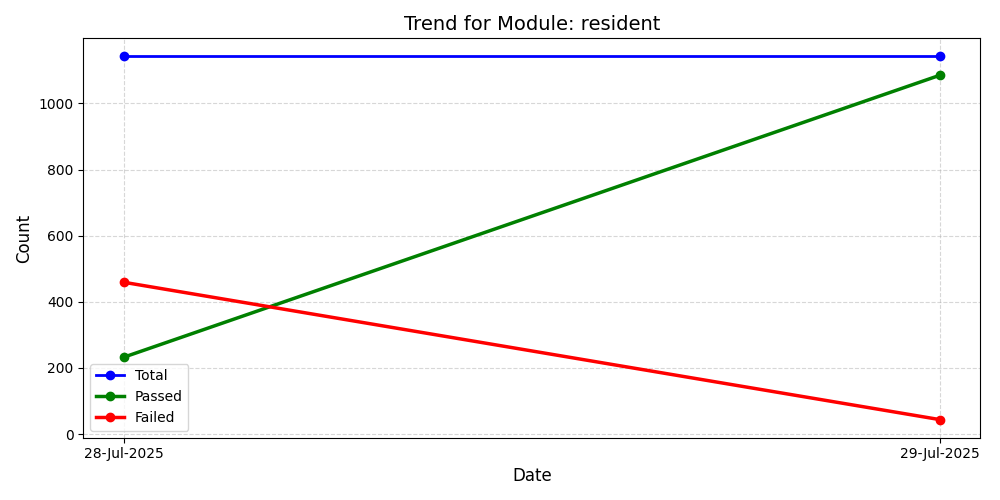 Trend for Module: resident
Count
1000
800
600
400
200
0
Total
Passed
Failed
28-Jul-2025
29-Jul-2025
Date